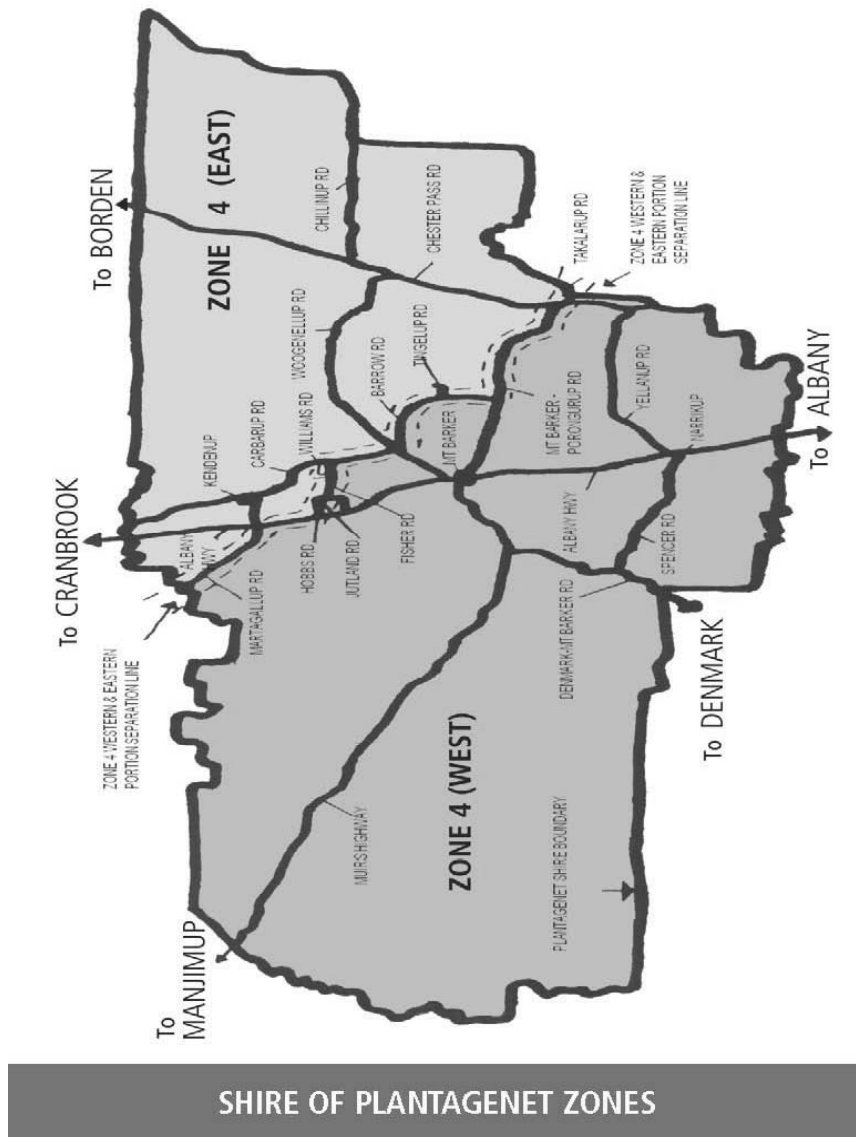 To CRANBROOK
To BORDEN
ZONE 4 WESTERN & EASTERN
PORTION SEPARATION LINE
ALBANY
HWY
KENDENUP
CARBARUP RD
WILLIAMS RD
WOOGENELLUP RD
CHILLINUP RD
ZONE 4 (EAST)
MARTAGALLUP RD
HOBBS RD
JUTLAND RD
FISHER RD
BARROW RD
TINGELUP RD
CHESTER PASS RD
To
MANJIMUP
MUIRS HIGHWAY
MT BARKER
ZONE 4 (WEST)
MT BARKER -
PORONGURUP RD
TAKALARUP RD
ZONE 4 WESTERN &
EASTERN PORTION
SEPARATION LINE
DENMARK-MT BARKER RD
ALBANY HWY
SPENCER RD
YELLANUP RD
NARRIKUP
PLANTAGENET SHIRE BOUNDARY
To DENMARK
To ALBANY
SHIRE OF PLANTAGENET ZONES